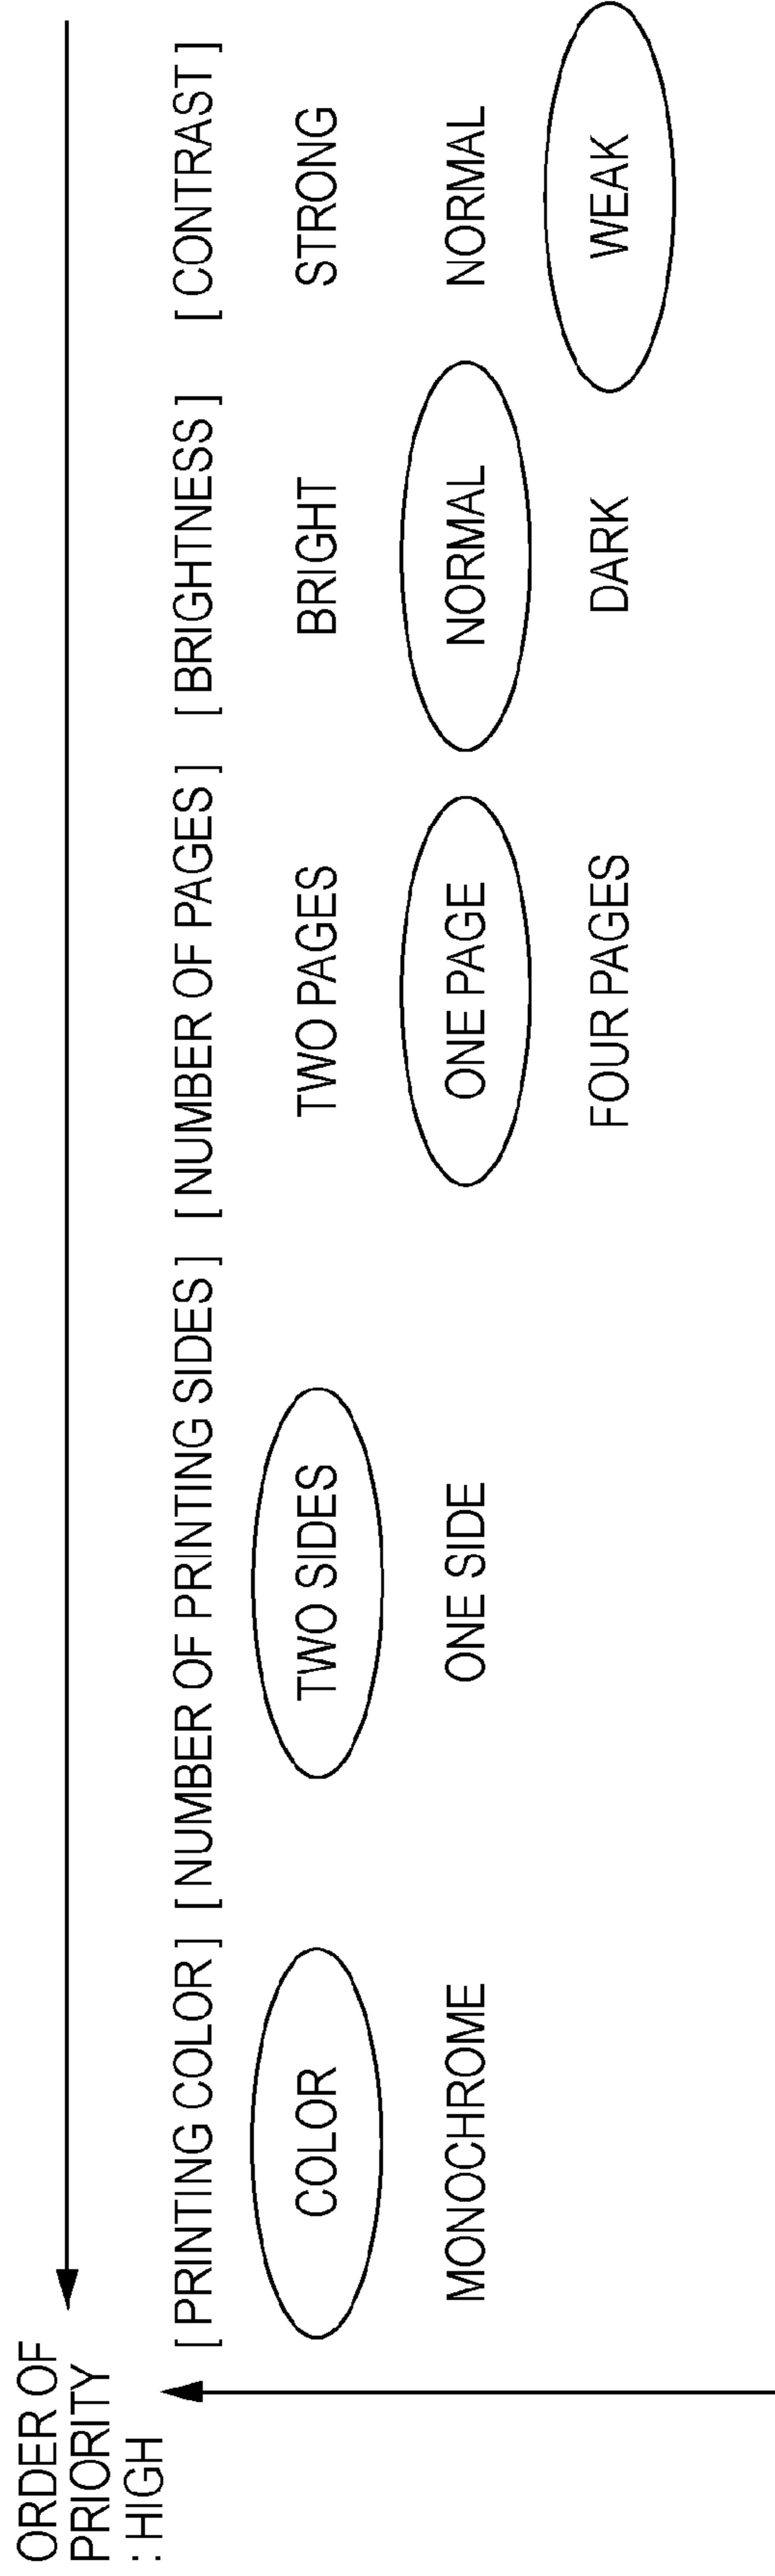 ORDER OF
PRIORITY
: HIGH
[ PRINTING COLOR ] [ NUMBER OF PRINTING SIDES ] [ NUMBER OF PAGES ] [ BRIGHTNESS ] [ CONTRAST ]
COLOR TWO SIDES TWO PAGES BRIGHT STRONG
MONOCHROME ONE SIDE ONE PAGE NORMAL NORMAL
FOUR PAGES DARK WEAK